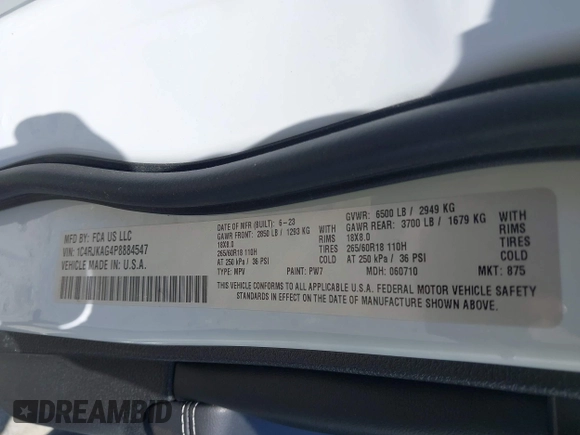 MFD BY: FCA US LLC
VIN: 1C4RJKAG4P8884547
VEHICLE MADE IN: U.S.A.
DATE OF MFR (BUILT): 6-23
GAWR FRONT: 2850 LB / 1293 KG
18X8.0
265/60R18 110H
AT 250 kPa / 36 PSI
TYPE: MPV
PAINT: PW7
WITH
RIMS
TIRES
COLD
GVWR: 6500 LB / 2949 KG
GAWR REAR: 3700 LB / 1679 KG
18X8.0
265/60R18 110H
AT 250 kPa / 36 PSI
MDH: 060710
WITH
RIMS
TIRES
COLD
MKT: 875
THIS VEHICLE CONFORMS TO ALL APPLICABLE U.S.A. FEDERAL MOTOR VEHICLE SAFETY
STANDARDS IN EFFECT ON THE DATE OF MANUFACTURE SHOWN ABOVE.
DREAMBID